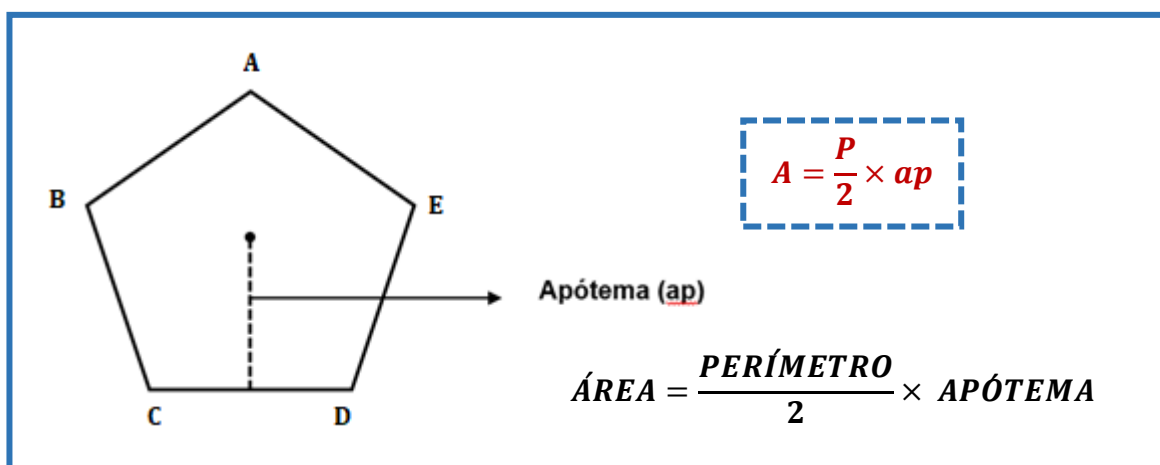 A
B
E
C
D
A = P/2 × ap
Apótema (ap)
ÁREA = PERÍMETRO/2 × APÓTEMA